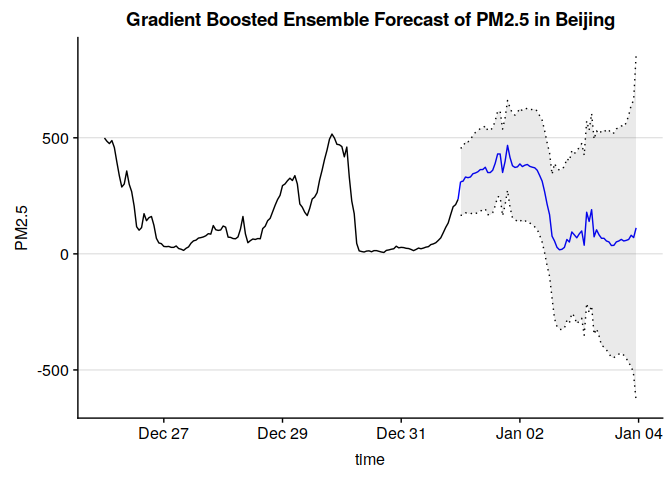 Gradient Boosted Ensemble Forecast of PM2.5 in Beijing
PM2.5
500
0
-500
Dec 27 Dec 29 Dec 31 Jan 02 Jan 04
time